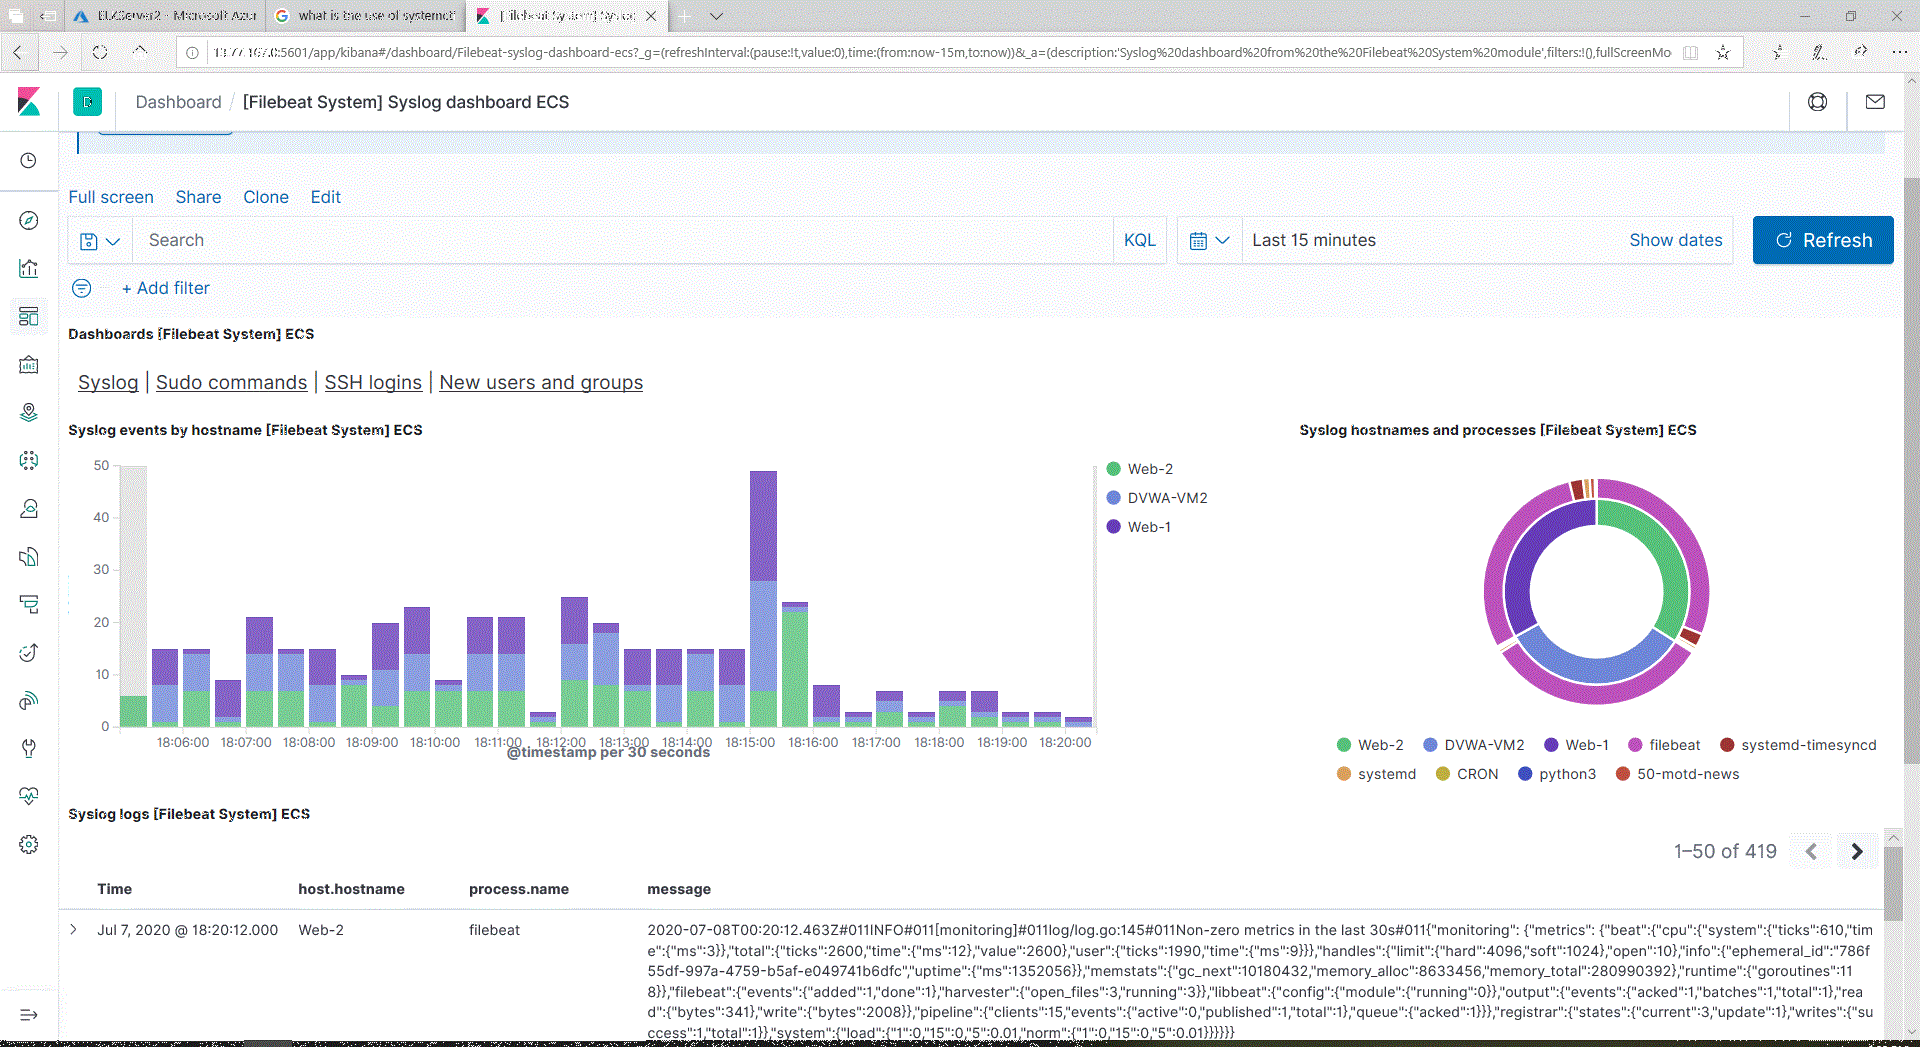 ELKServer2 - Microsoft Azur
what is the use of systemctl
[Filebeat System] Syslog
13.77.167.0:5601/app/kibana#/dashboard/Filebeat-syslog-dashboard-ecs?_g=(refreshInterval:(pause:!t,value:0),time:(from:now-15m,to:now))&_a=(description:'Syslog%20dashboard%20from%20the%20Filebeat%20System%20module',filters:!(),fullScreenMo
D
Dashboard / [Filebeat System] Syslog dashboard ECS
Full screen Share Clone Edit
Search
KQL
Last 15 minutes
Show dates
Refresh
+ Add filter
Dashboards [Filebeat System] ECS
Syslog | Sudo commands | SSH logins | New users and groups
Syslog events by hostname [Filebeat System] ECS
50
40
30
20
10
0
18:06:00 18:07:00 18:08:00 18:09:00 18:10:00 18:11:00 18:12:00 18:13:00 18:14:00 18:15:00 18:16:00 18:17:00 18:18:00 18:19:00 18:20:00
@timestamp per 30 seconds
Web-2
DVWA-VM2
Web-1
Syslog hostnames and processes [Filebeat System] ECS
Web-2 DVWA-VM2 Web-1 filebeat systemd-timesyncd
systemd CRON python3 50-motd-news
Syslog logs [Filebeat System] ECS
1–50 of 419
Time host.hostname process.name message
Jul 7, 2020 @ 18:20:12.000 Web-2 filebeat 2020-07-08T00:20:12.463Z#011INFO#011[monitoring]#011log/log.go:145#011Non-zero metrics in the last 30s#011{"monitoring": {"metrics": {"beat":{"cpu":{"system":{"ticks":610,"tim
e":{"ms":3}},"total":{"ticks":2600,"time":{"ms":12},"value":2600},"user":{"ticks":1990,"time":{"ms":9}}},"handles":{"limit":{"hard":4096,"soft":1024},"open":10},"info":{"ephemeral_id":"786f
55df-997a-4759-b5af-e049741b6dfc","uptime":{"ms":1352056}},"memstats":{"gc_next":10180432,"memory_alloc":8633456,"memory_total":280990392},"runtime":{"goroutines":11
8}},"filebeat":{"events":{"added":1,"done":1},"harvester":{"open_files":3,"running":3}},"libbeat":{"config":{"module":{"running":0}},"output":{"events":{"acked":1,"batches":1,"total":1},"rea
d":{"bytes":341},"write":{"bytes":2008}},"pipeline":{"clients":15,"events":{"active":0,"published":1,"total":1},"queue":{"acked":1}}},"registrar":{"states":{"current":3,"update":1},"writes":{"su
ccess":1,"total":1}},"system":{"load":{"1":0,"15":0,"5":0.01,"norm":{"1":0,"15":0,"5":0.01}}}}}}